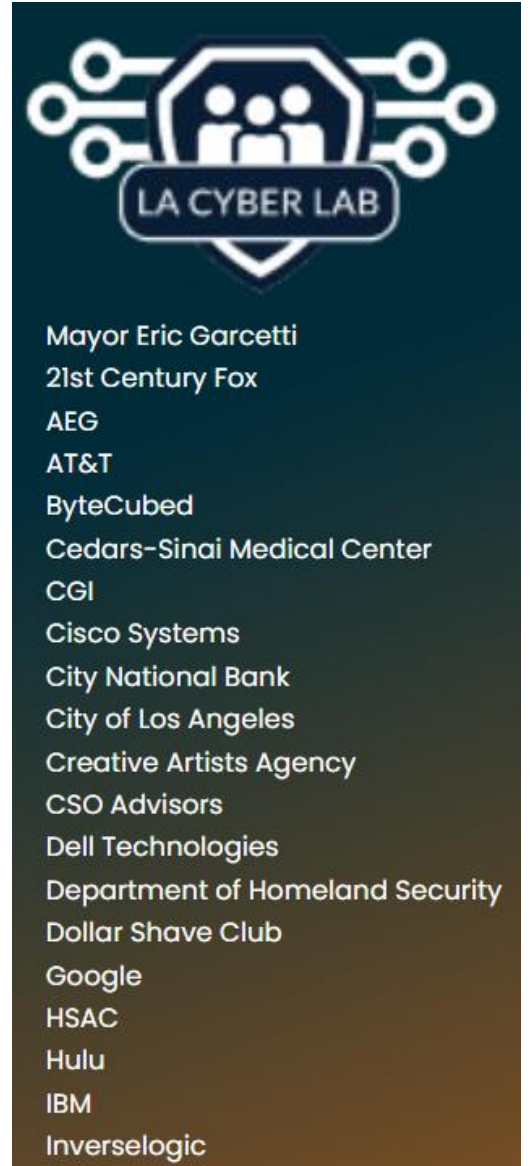 LA CYBER LAB
Mayor Eric Garcetti
21st Century Fox
AEG
AT&T
ByteCubed
Cedars-Sinai Medical Center
CGI
Cisco Systems
City National Bank
City of Los Angeles
Creative Artists Agency
CSO Advisors
Dell Technologies
Department of Homeland Security
Dollar Shave Club
Google
HSAC
Hulu
IBM
Inverselogic